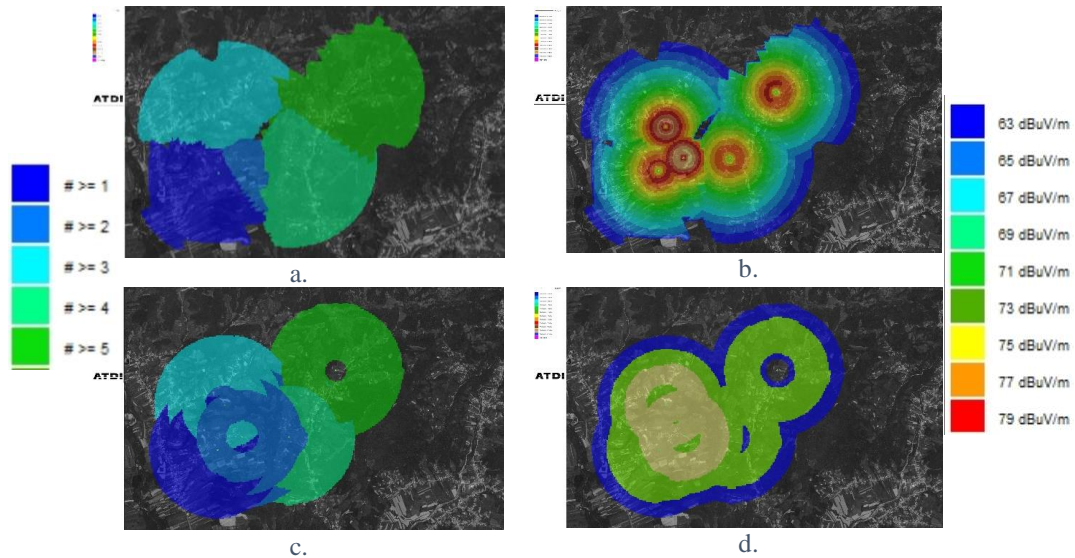 ATDI
ATDI
# >= 1
# >= 2
# >= 3
# >= 4
# >= 5
63 dBuV/m
65 dBuV/m
67 dBuV/m
69 dBuV/m
71 dBuV/m
73 dBuV/m
75 dBuV/m
77 dBuV/m
79 dBuV/m
a.
b.
ATDI
ATDI
c.
d.